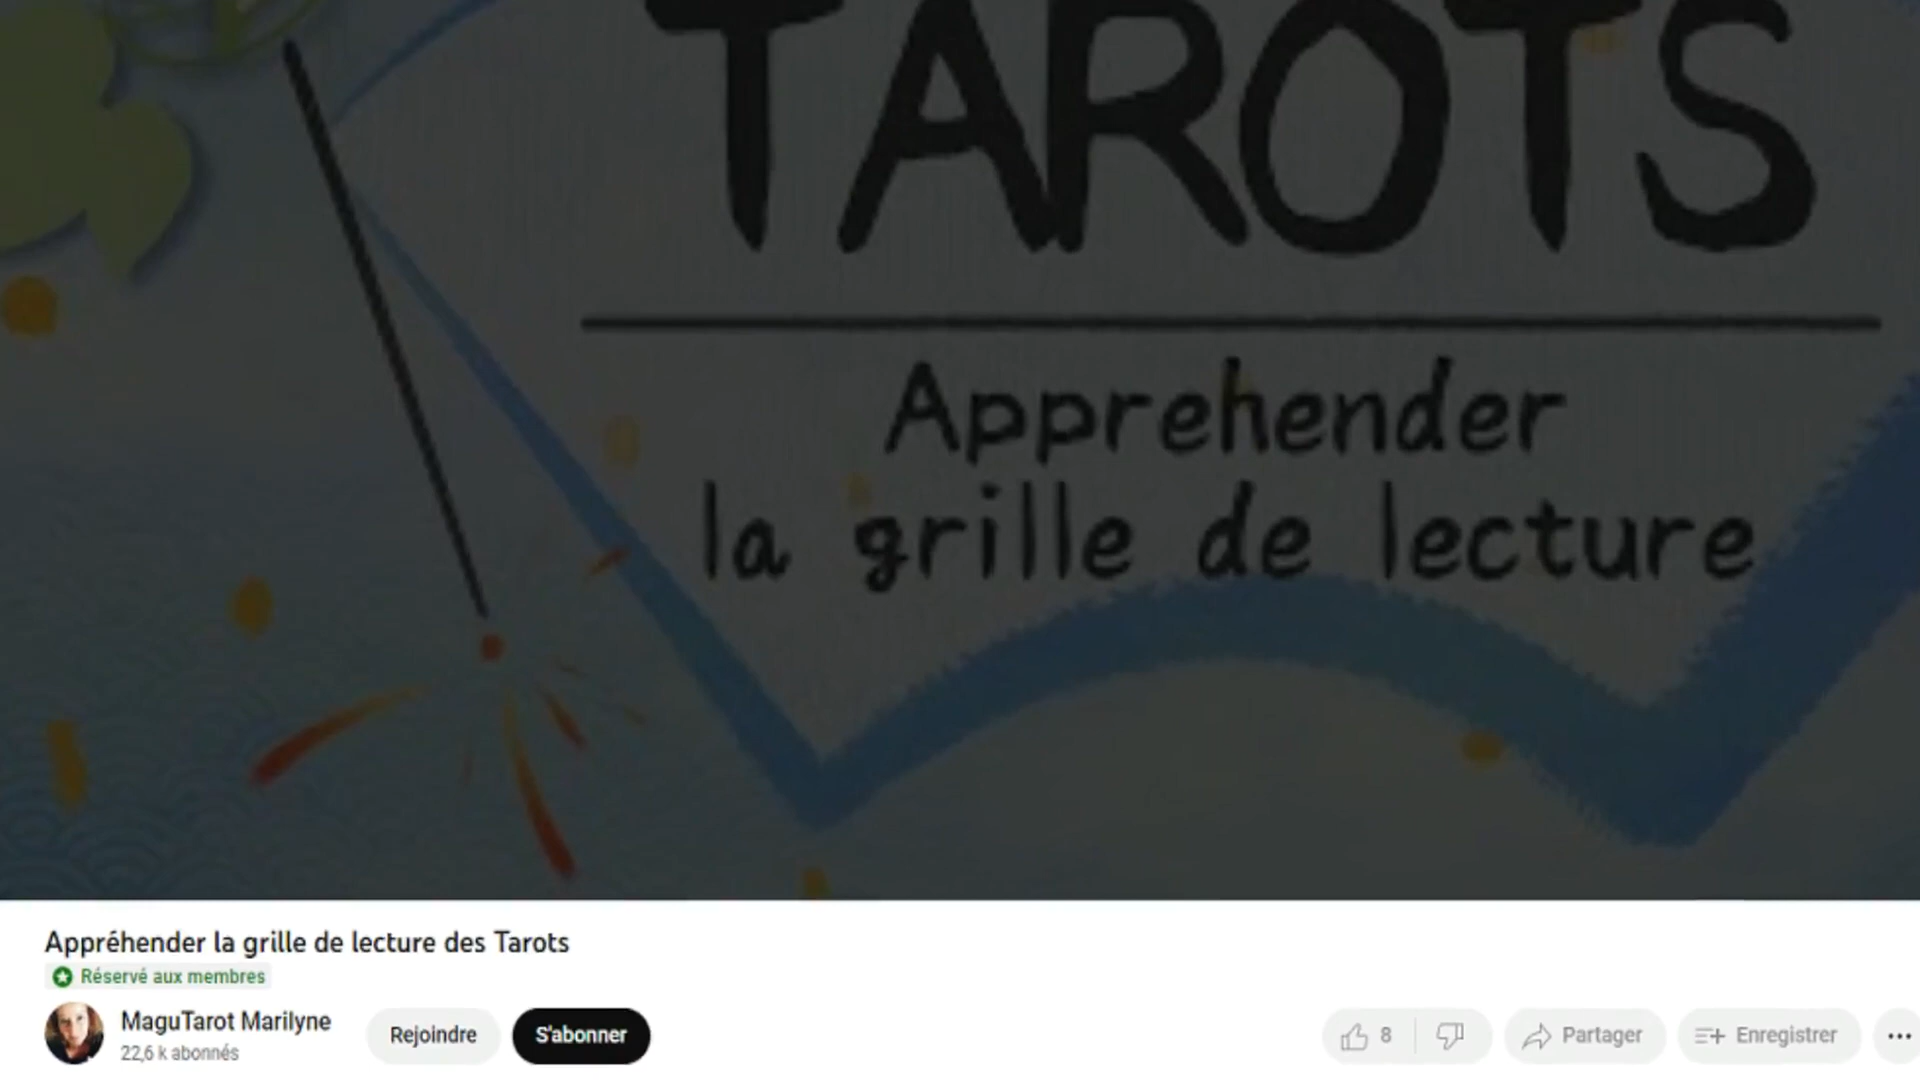 TAROTS
Apprehender
la grille de lecture
Appréhender la grille de lecture des Tarots
Réservé aux membres
MaguTarot Marilyne
22,6 k abonnés
Rejoindre
S'abonner
8
Partager
Enregistrer